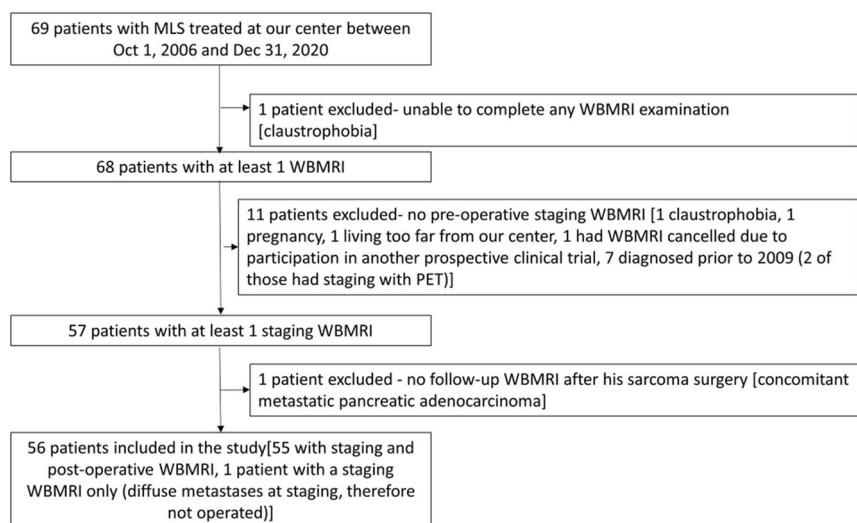 69 patients with MLS treated at our center between
Oct 1, 2006 and Dec 31, 2020
1 patient excluded- unable to complete any WBMRI examination
[claustrophobia]
68 patients with at least 1 WBMRI
11 patients excluded- no pre-operative staging WBMRI [1 claustrophobia, 1
pregnancy, 1 living too far from our center, 1 had WBMRI cancelled due to
participation in another prospective clinical trial, 7 diagnosed prior to 2009 (2 of
those had staging with PET)]
57 patients with at least 1 staging WBMRI
1 patient excluded - no follow-up WBMRI after his sarcoma surgery [concomitant
metastatic pancreatic adenocarcinoma]
56 patients included in the study[55 with staging and
post-operative WBMRI, 1 patient with a staging
WBMRI only (diffuse metastases at staging, therefore
not operated)]